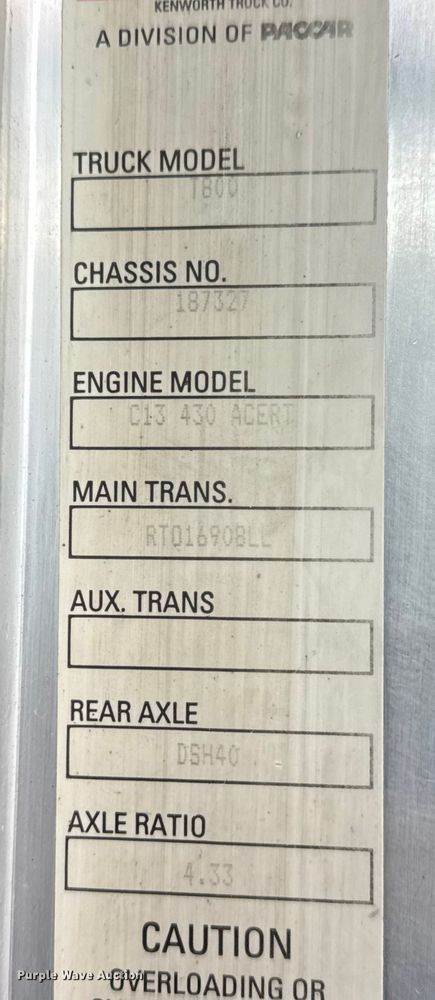 KENWORTH TRUCK CO.
A DIVISION OF PACCAR
TRUCK MODEL
T800
CHASSIS NO.
187327
ENGINE MODEL
C13 430 ACERT
MAIN TRANS.
RTO16908LL
AUX. TRANS
REAR AXLE
DSH40
AXLE RATIO
4.33
CAUTION
OVERLOADING OR
Purple Wave Auction